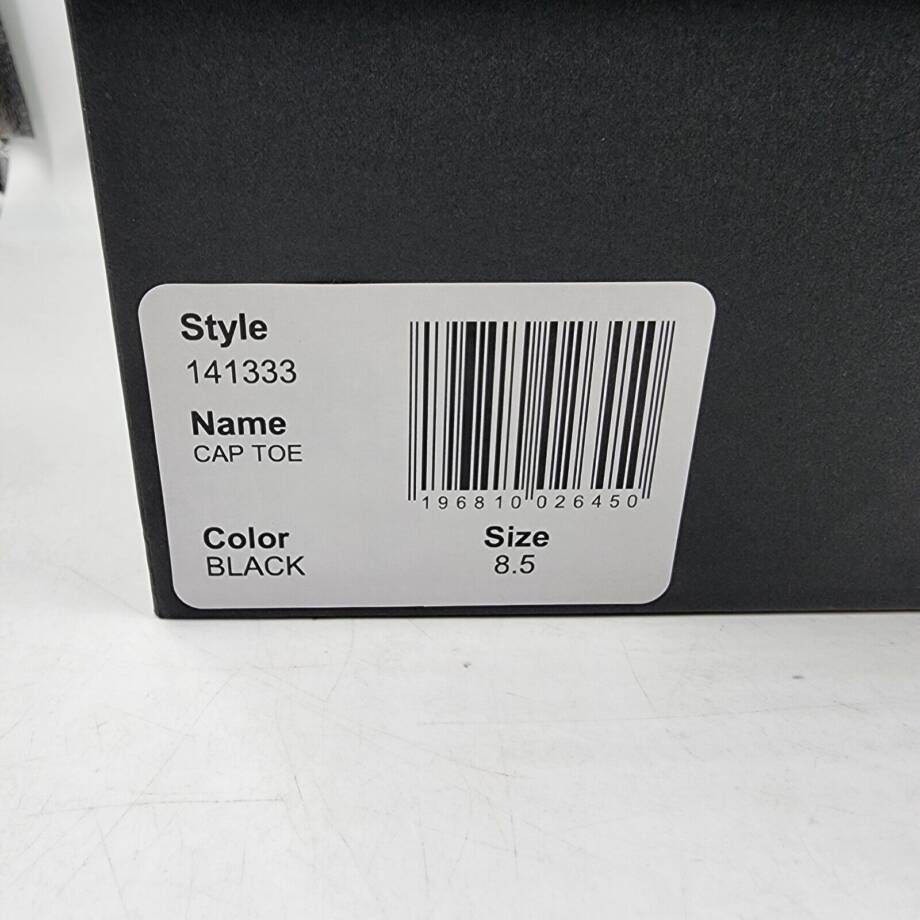 Style
141333
Name
CAP TOE
196810 026450
Color
BLACK
Size
8.5